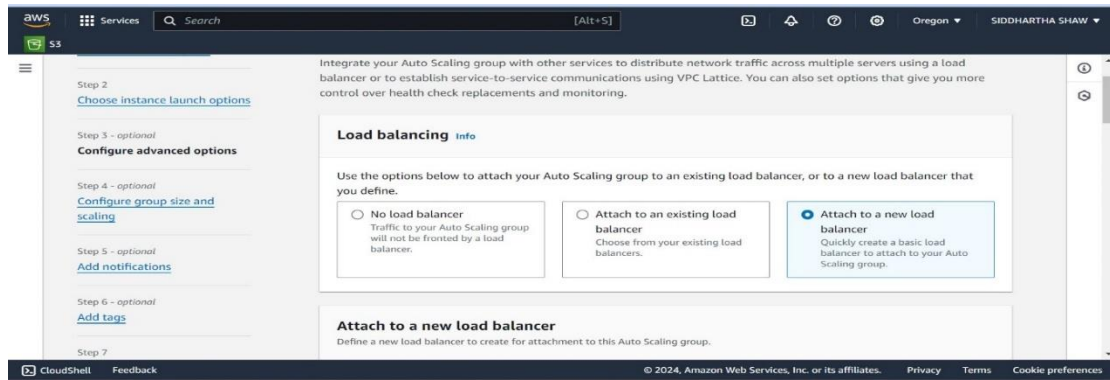 aws
Services
Search
[Alt+S]
Oregon
SIDDHARTHA SHAW
S3
Step 2
Choose instance launch options
Step 3 - optional
Configure advanced options
Step 4 - optional
Configure group size and
scaling
Step 5 - optional
Add notifications
Step 6 - optional
Add tags
Step 7
Integrate your Auto Scaling group with other services to distribute network traffic across multiple servers using a load
balancer or to establish service-to-service communications using VPC Lattice. You can also set options that give you more
control over health check replacements and monitoring.
Load balancing Info
Use the options below to attach your Auto Scaling group to an existing load balancer, or to a new load balancer that
you define.
No load balancer
Traffic to your Auto Scaling group
will not be fronted by a load
balancer.
Attach to an existing load
balancer
Choose from your existing load
balancers.
Attach to a new load
balancer
Quickly create a basic load
balancer to attach to your Auto
Scaling group.
Attach to a new load balancer
Define a new load balancer to create for attachment to this Auto Scaling group.
CloudShell
Feedback
© 2024, Amazon Web Services, Inc. or its affiliates.
Privacy
Terms
Cookie preferences